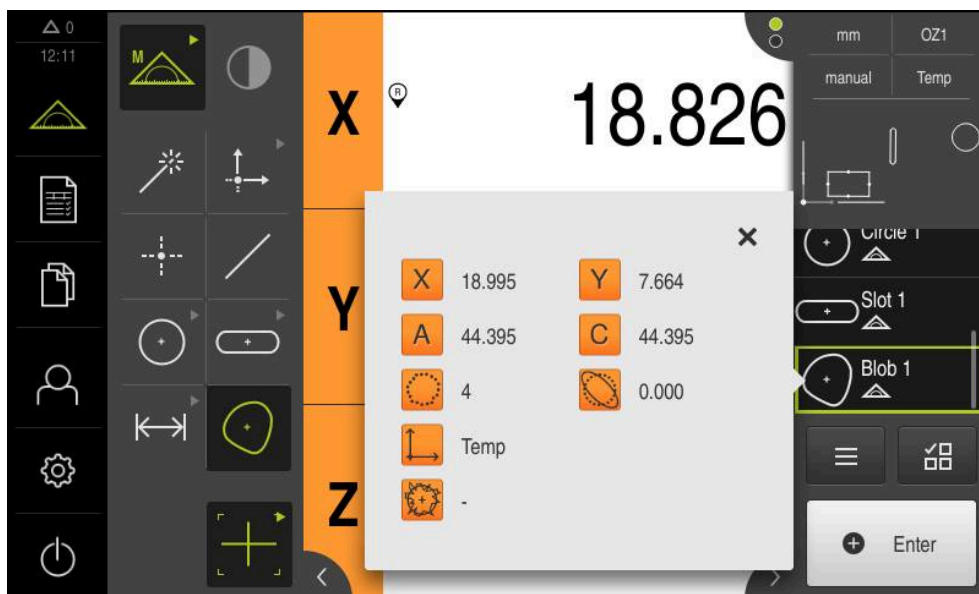 0
12:11
M
X
R
18.826
mm
OZ1
manual
Temp
X
18.995
Y
7.664
A
44.395
C
44.395
4
0.000
Temp
-
Y
Z
Circle 1
Slot 1
Blob 1
Enter